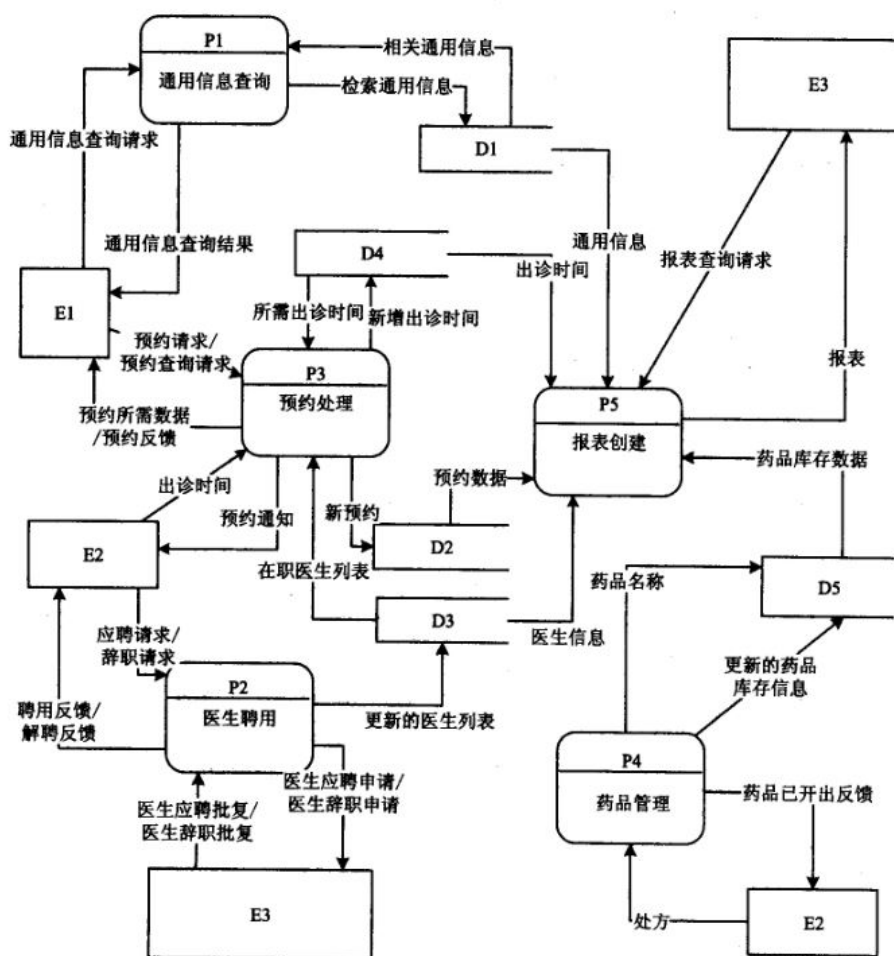 P1
通用信息查询
相关通用信息
检索通用信息
E3
D1
通用信息查询请求
通用信息查询结果
通用信息
D4
出诊时间
报表查询请求
E1
所需出诊时间
新增出诊时间
预约请求/
预约查询请求
P3
预约处理
报表
预约所需数据
/预约反馈
P5
报表创建
药品库存数据
出诊时间
预约通知
新预约
预约数据
E2
D2
在职医生列表
药品名称
D5
D3
医生信息
应聘请求/
辞职请求
更新的药品
库存信息
P2
医生聘用
聘用反馈/
解聘反馈
更新的医生列表
P4
药品管理
药品已开出反馈
医生应聘申请/
医生辞职申请
医生应聘批复/
医生辞职批复
E3
处方
E2